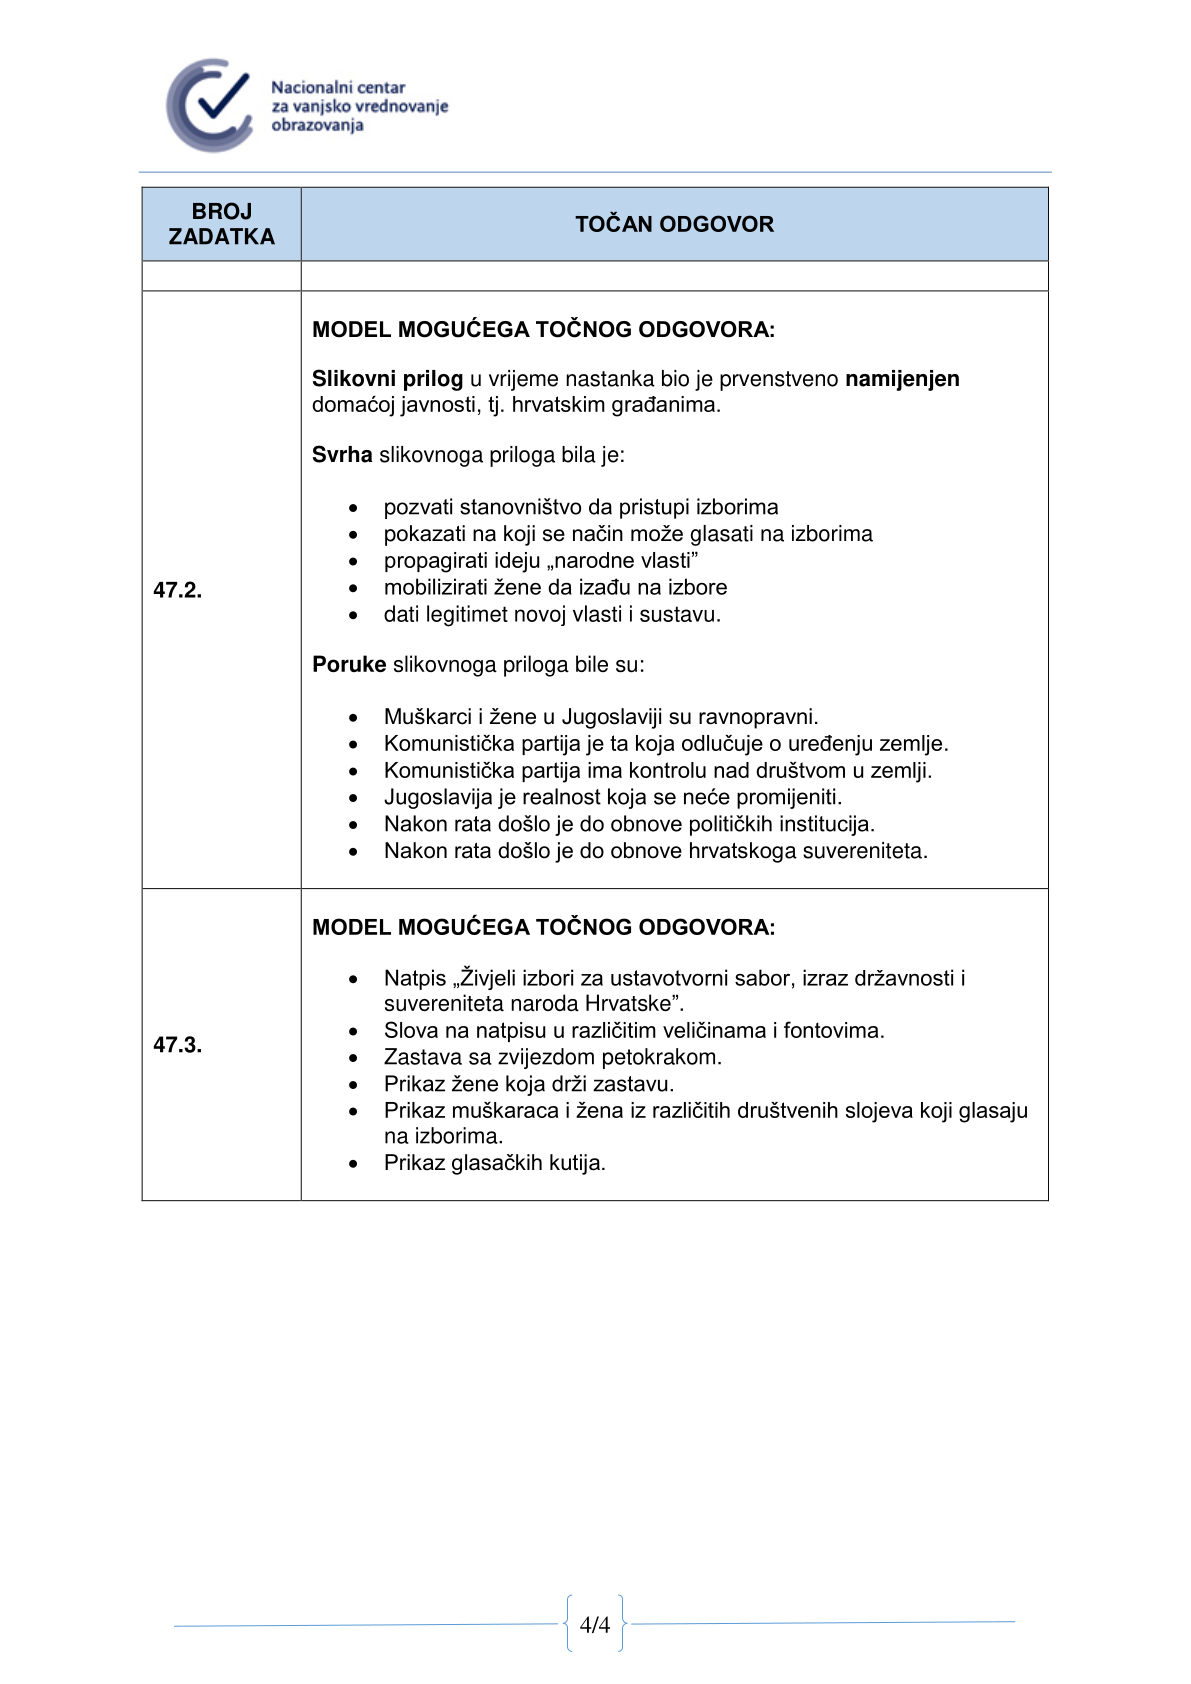 Nacionalni centar
za vanjsko vrednovanje
obrazovanja
BROJ
ZADATKA
TOČAN ODGOVOR
47.2.
MODEL MOGUĆEGA TOČNOG ODGOVORA:
Slikovni prilog u vrijeme nastanka bio je prvenstveno namijenjen
domaćoj javnosti, tj. hrvatskim građanima.
Svrha slikovnoga priloga bila je:
• pozvati stanovništvo da pristupi izborima
• pokazati na koji se način može glasati na izborima
• propagirati ideju „narodne vlasti”
• mobilizirati žene da izađu na izbore
• dati legitimet novoj vlasti i sustavu.
Poruke slikovnoga priloga bile su:
• Muškarci i žene u Jugoslaviji su ravnopravni.
• Komunistička partija je ta koja odlučuje o uređenju zemlje.
• Komunistička partija ima kontrolu nad društvom u zemlji.
• Jugoslavija je realnost koja se neće promijeniti.
• Nakon rata došlo je do obnove političkih institucija.
• Nakon rata došlo je do obnove hrvatskoga suvereniteta.
47.3.
MODEL MOGUĆEGA TOČNOG ODGOVORA:
• Natpis „Živjeli izbori za ustavotvorni sabor, izraz državnosti i
suvereniteta naroda Hrvatske”.
• Slova na natpisu u različitim veličinama i fontovima.
• Zastava sa zvijezdom petokrakom.
• Prikaz žene koja drži zastavu.
• Prikaz muškaraca i žena iz različitih društvenih slojeva koji glasaju
na izborima.
• Prikaz glasačkih kutija.
4/4